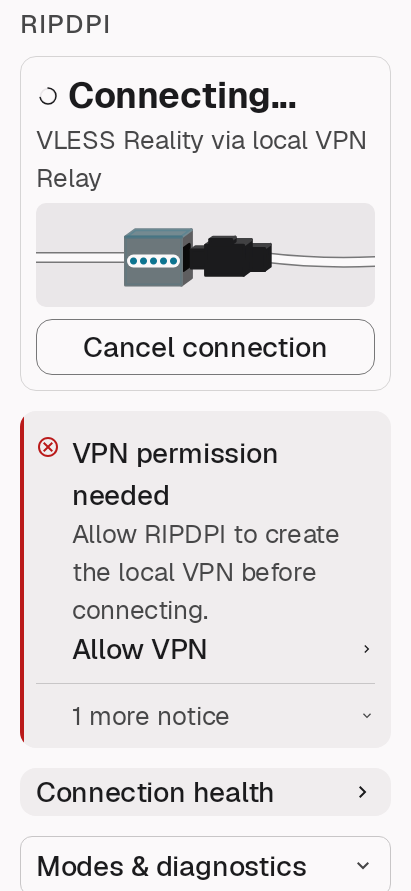 RIPDPI
Connecting...
VLESS Reality via local VPN
Relay
Cancel connection
VPN permission
needed
Allow RIPDPI to create
the local VPN before
connecting.
Allow VPN
1 more notice
Connection health
Modes & diagnostics